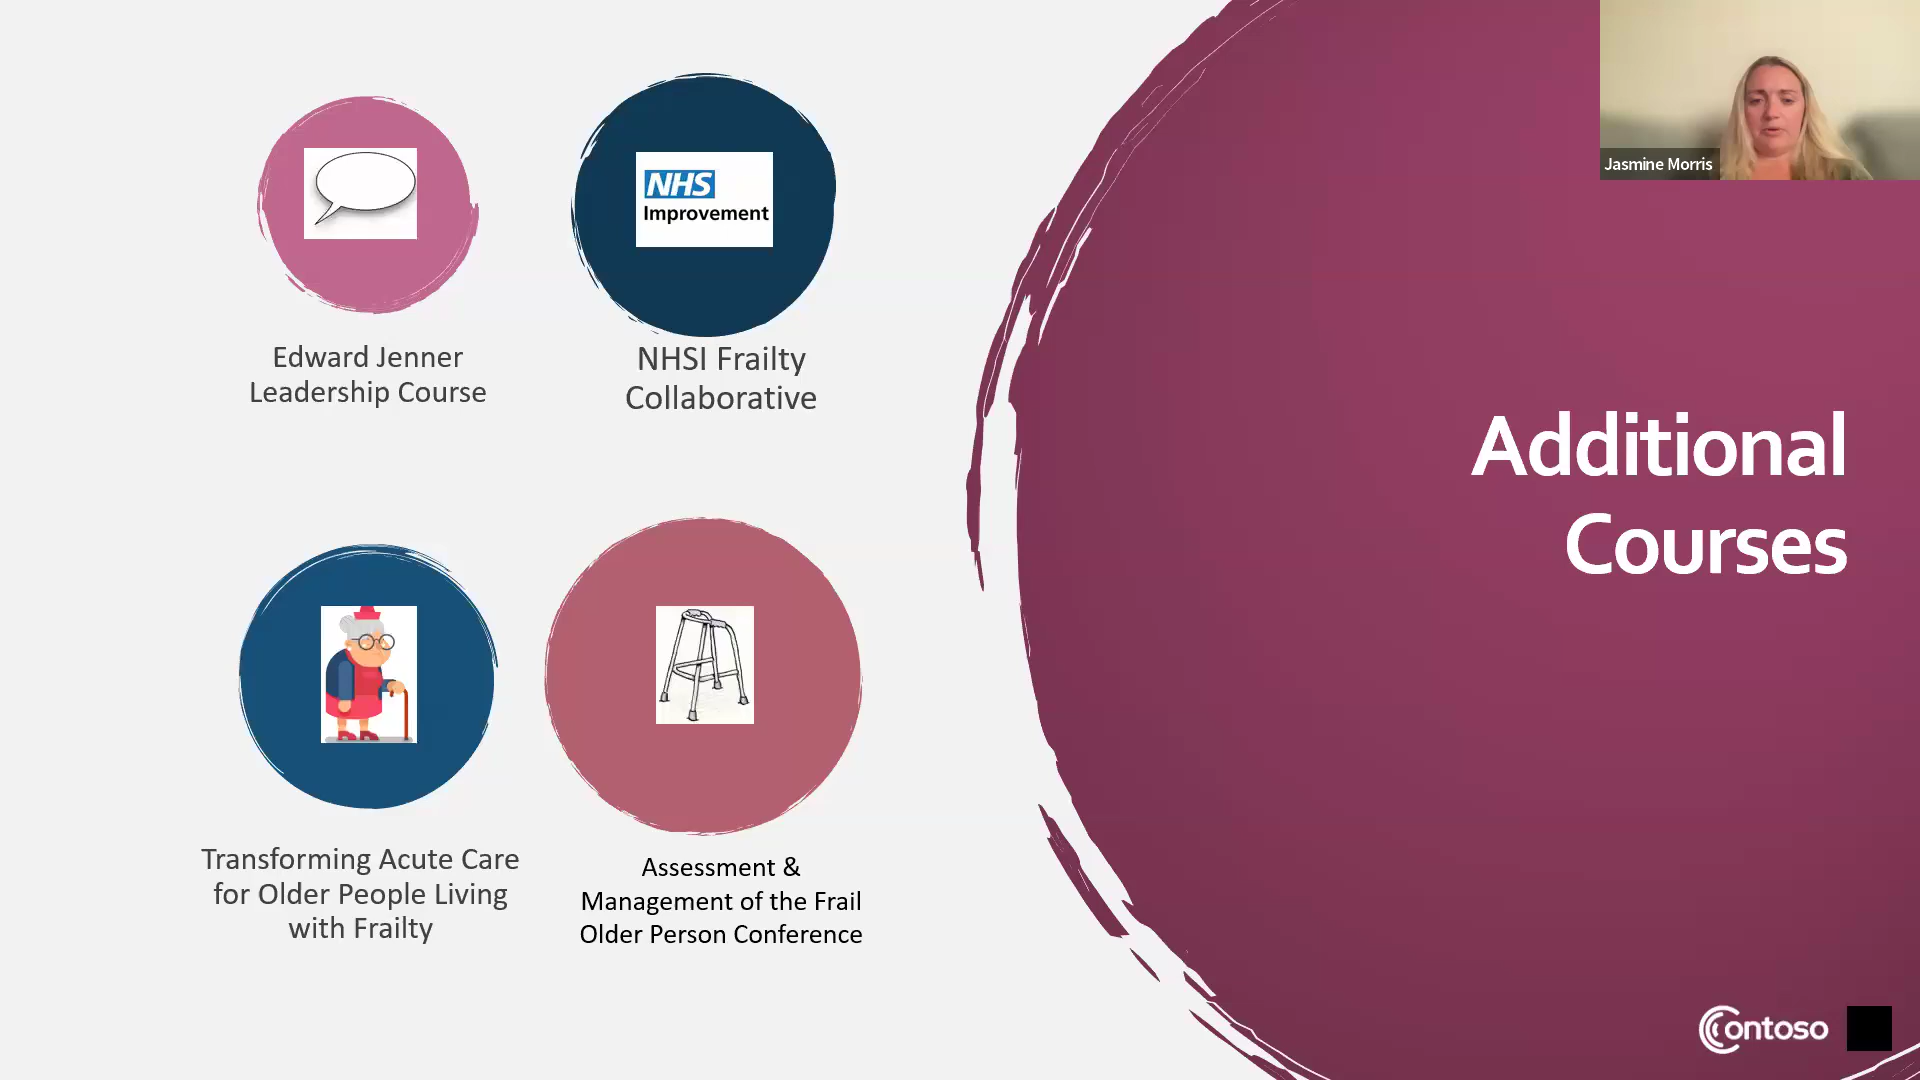 Jasmine Morris
NHS
Improvement
Edward Jenner
Leadership Course
NHSI Frailty
Collaborative
Additional
Courses
Transforming Acute Care
for Older People Living
with Frailty
Assessment &
Management of the Frail
Older Person Conference
Contoso